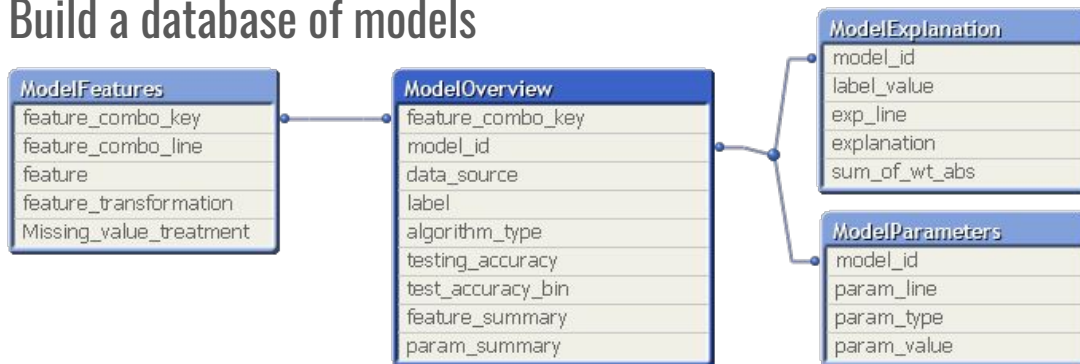 Build a database of models
ModelFeatures
feature_combo_key
feature_combo_line
feature
feature_transformation
Missing_value_treatment
ModelOverview
feature_combo_key
model_id
data_source
label
algorithm_type
testing_accuracy
test_accuracy_bin
feature_summary
param_summary
ModelExplanation
model_id
label_value
exp_line
explanation
sum_of_wt_abs
ModelParameters
model_id
param_line
param_type
param_value